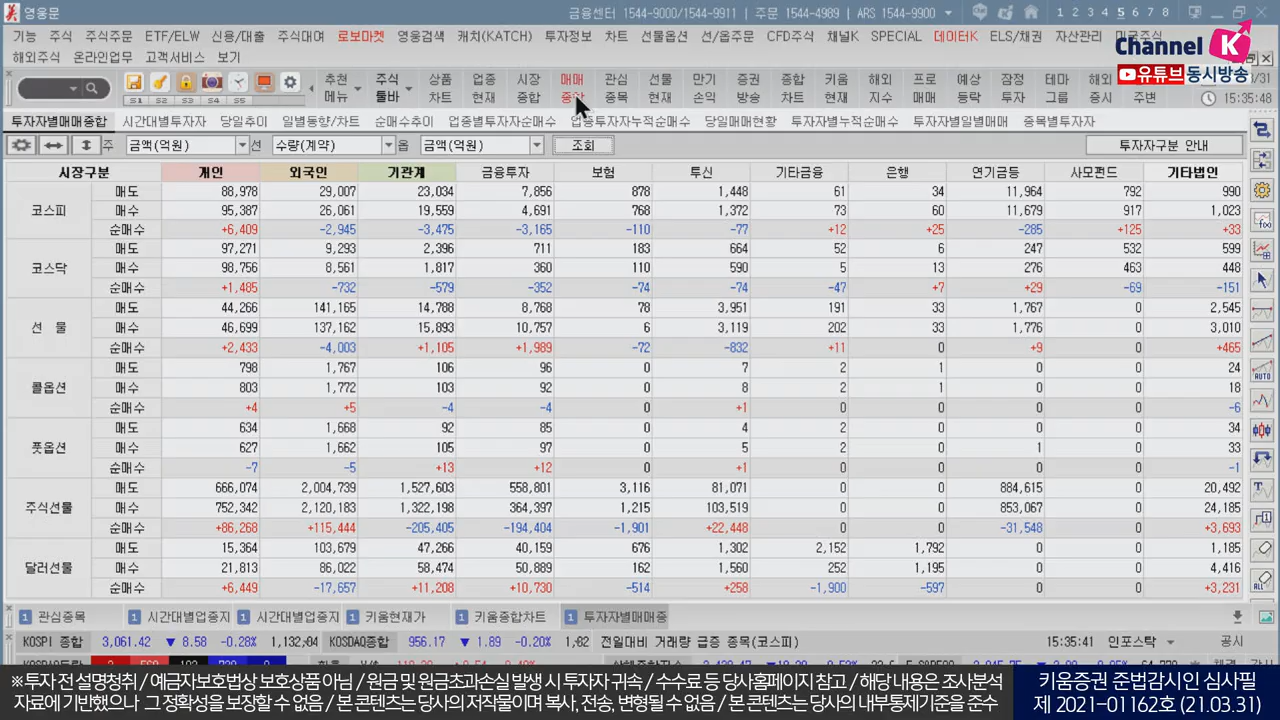 영웅문 금융센터 1544-9000/1544-9911 | 주문 1544-4989 | ARS 1544-9900 1 2 3 4 5 6 7 8
기능 주식 주식주문 ETF/ELW 신용/대출 주식대여 로보마켓 영웅검색 캐치(KATCH) 투자정보 차트 선물옵션 선/옵주문 CFD주식 채널K SPECIAL 데이터K ELS/채권 자산관리 미국주식
해외주식 온라인업무 고객서비스 보기
Channel K
유튜브동시방송
추천 메뉴 주식 툴바 상품 차트 업종 현재 시장 종합 매매 종합 관심 종목 선물 현재 만기 손익 증권 방송 종합 차트 키움 현재 해외 지수 프로 매매 예상 등락 잠정 투자 테마 그룹 해외 증시 주변
S1 S2 S3 S4 S5
15:35:48
투자자별매매종합 시간대별투자자 당일추이 일별동향/차트 순매수추이 업종별투자자순매수 업종투자자누적순매수 당일매매현황 투자자별누적순매수 투자자별일별매매 종목별투자자
주 금액(억원) 선 수량(계약) 옵 금액(억원) 조회 투자자구분 안내
시장구분 개인 외국인 기관계 금융투자 보험 투신 기타금융 은행 연기금등 사모펀드 기타법인
코스피 매도 88,978 29,007 23,034 7,856 878 1,448 61 34 11,964 792 990
매수 95,387 26,061 19,559 4,691 768 1,372 73 60 11,679 917 1,023
순매수 +6,409 -2,945 -3,475 -3,165 -110 -77 +12 +25 -285 +125 +33
코스닥 매도 97,271 9,293 2,396 711 183 664 52 6 247 532 599
매수 98,756 8,561 1,817 360 110 590 5 13 276 463 448
순매수 +1,485 -732 -579 -352 -74 -74 -47 +7 +29 -69 -151
선 물 매도 44,266 141,165 14,788 8,768 78 3,951 191 33 1,767 0 2,545
매수 46,699 137,162 15,893 10,757 6 3,119 202 33 1,776 0 3,010
순매수 +2,433 -4,003 +1,105 +1,989 -72 -832 +11 0 +9 0 +465
콜옵션 매도 798 1,767 106 96 0 7 2 1 0 0 24
매수 803 1,772 103 92 0 8 2 1 0 0 18
순매수 +4 +5 -4 -4 0 +1 0 0 0 0 -6
풋옵션 매도 634 1,668 92 85 0 4 2 0 0 0 34
매수 627 1,662 105 97 0 5 2 0 1 0 33
순매수 -7 -5 +13 +12 0 +1 0 0 0 0 -1
주식선물 매도 666,074 2,004,739 1,527,603 558,801 3,116 81,071 0 0 884,615 0 20,492
매수 752,342 2,120,183 1,322,198 364,397 1,215 103,519 0 0 853,067 0 24,185
순매수 +86,268 +115,444 -205,405 -194,404 -1,901 +22,448 0 0 -31,548 0 +3,693
달러선물 매도 15,364 103,679 47,266 40,159 676 1,302 2,152 1,792 0 0 1,185
매수 21,813 86,022 58,474 50,889 162 1,560 252 1,195 0 0 4,416
순매수 +6,449 -17,657 +11,208 +10,730 -514 +258 -1,900 -597 0 0 +3,231
1 관심종목 1 시간대별업종지 1 시간대별업종지 1 키움현재가 1 키움종합차트 1 투자자별매매종
KOSPI 종합 3,061.42 ▼ 8.58 -0.28% 1,132,04 KOSDAQ종합 956.17 ▼ 1.89 -0.20% 1,62 전일대비 거래량 급증 종목(코스피) 15:35:41 인포스탁 공시
※투자 전 설명청취 / 예금자보호법상 보호상품 아님 / 원금 및 원금초과손실 발생 시 투자자 귀속 / 수수료 등 당사홈페이지 참고 / 해당 내용은 조사분석
자료에 기반했으나 그 정확성을 보장할 수 없음 / 본 콘텐츠는 당사의 저작물이며 복사, 전송, 변형될 수 없음 / 본 콘텐츠는 당사의 내부통제기준을 준수
키움증권 준법감시인 심사필
제 2021-01162호 (21.03.31)